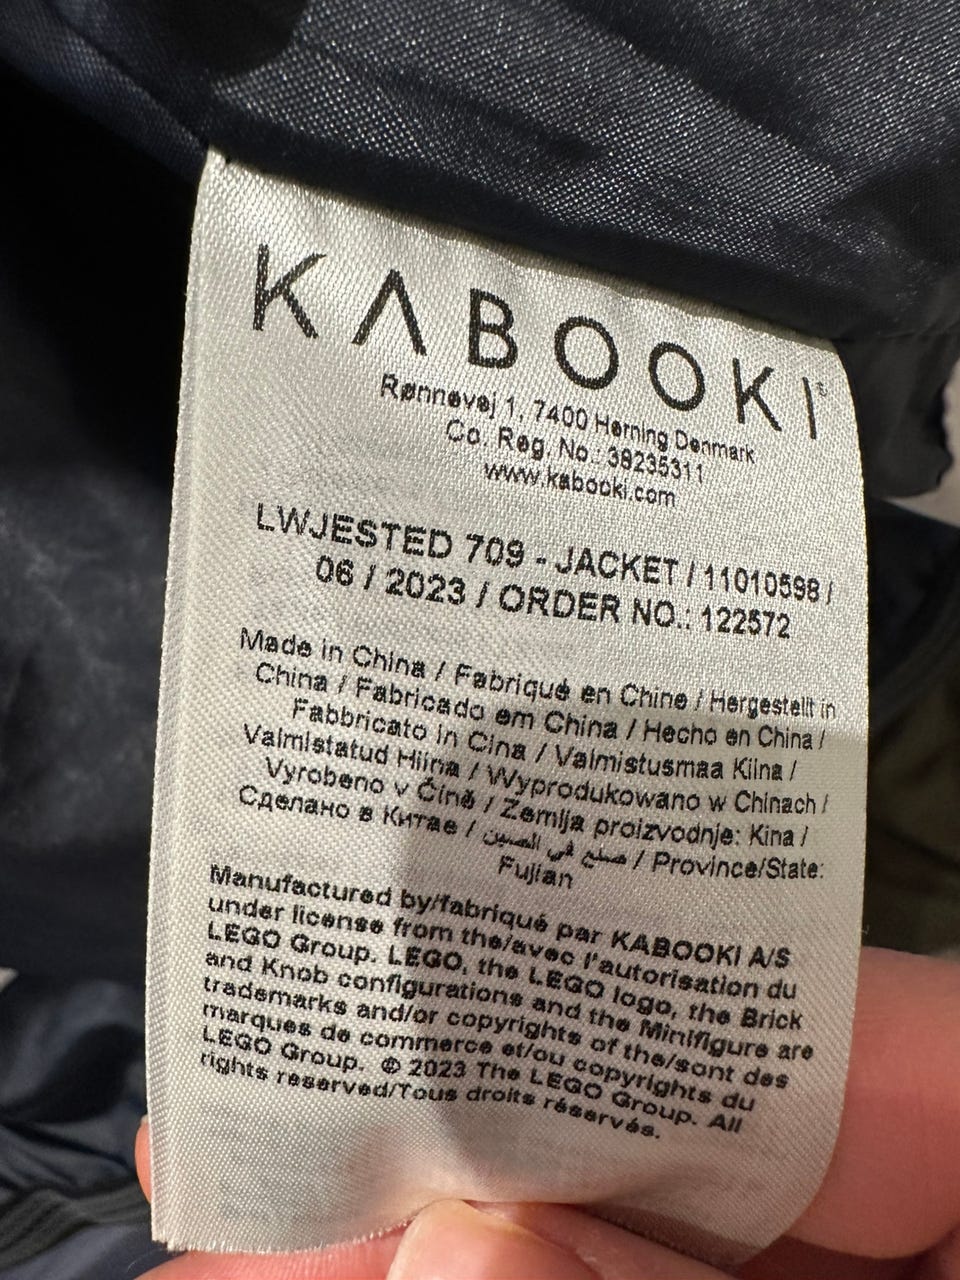 KABOOKI
Rønnevej 1, 7400 Herning Denmark
Co. Reg. No.: 38235311
www.kabooki.com
LWJESTED 709 - JACKET / 11010598 /
06 / 2023 / ORDER NO.: 122572
Made in China / Fabriqué en Chine / Hergestellt in
China / Fabricado em China / Hecho en China /
Fabbricato in Cina / Valmistusmaa Kiina /
Valmistatud Hiina / Wyprodukowano w Chinach /
Vyrobeno v Číně / Zemlja proizvodnje: Kina /
Сделано в Китае / صنع في الصين / Province/State:
Fujian
Manufactured by/fabriqué par KABOOKI A/S
under license from the/avec l'autorisation du
LEGO Group. LEGO, the LEGO logo, the Brick
and Knob configurations and the Minifigure are
trademarks and/or copyrights of the/sont des
marques de commerce et/ou copyrights du
LEGO Group. © 2023 The LEGO Group. All
rights reserved/Tous droits réservés.